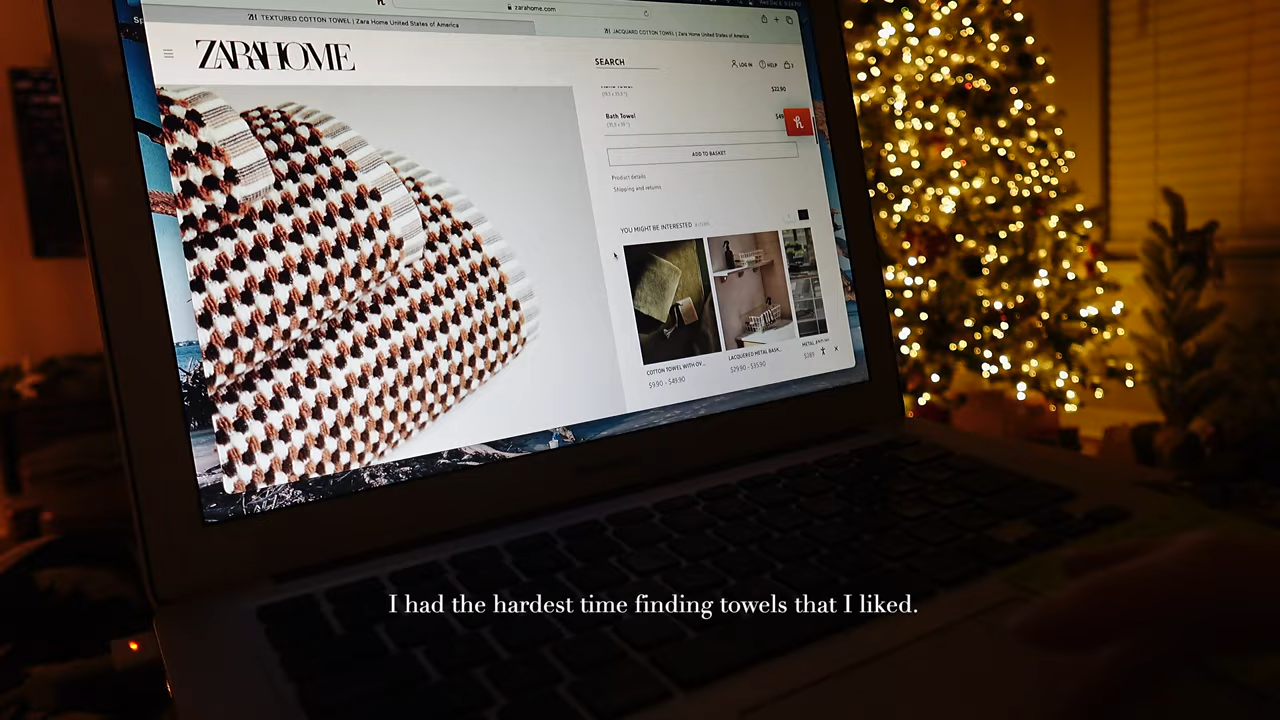 zarahome.com
TEXTURED COTTON TOWEL | Zara Home United States of America
JACQUARD COTTON TOWEL | Zara Home United States of America
ZARAHOME
SEARCH
LOG IN
HELP
$22.90
Bath Towel
ADD TO BASKET
Product details
Shipping and returns
YOU MIGHT BE INTERESTED
COTTON TOWEL WITH OV...
$9.90 - $49.90
LACQUERED METAL BASK...
$29.90 - $35.90
I had the hardest time finding towels that I liked.